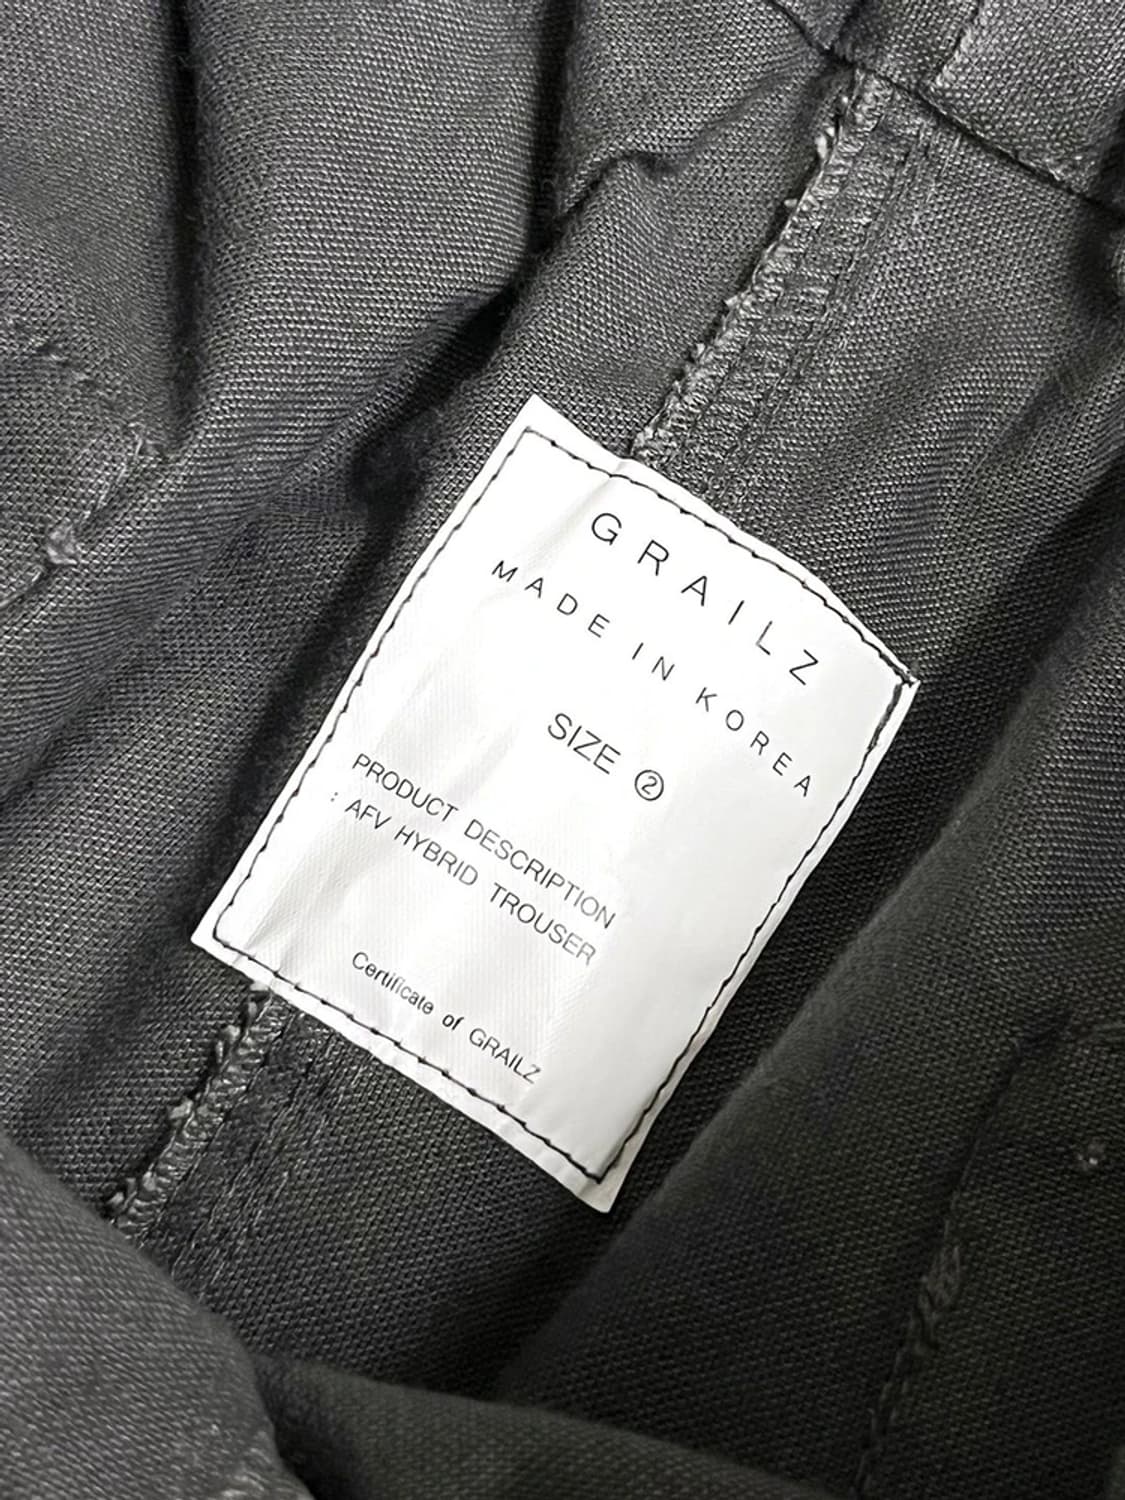 GRAILZ
MADE IN KOREA
SIZE ②
PRODUCT DESCRIPTION
: AFV HYBRID TROUSER
Certificate of GRAILZ